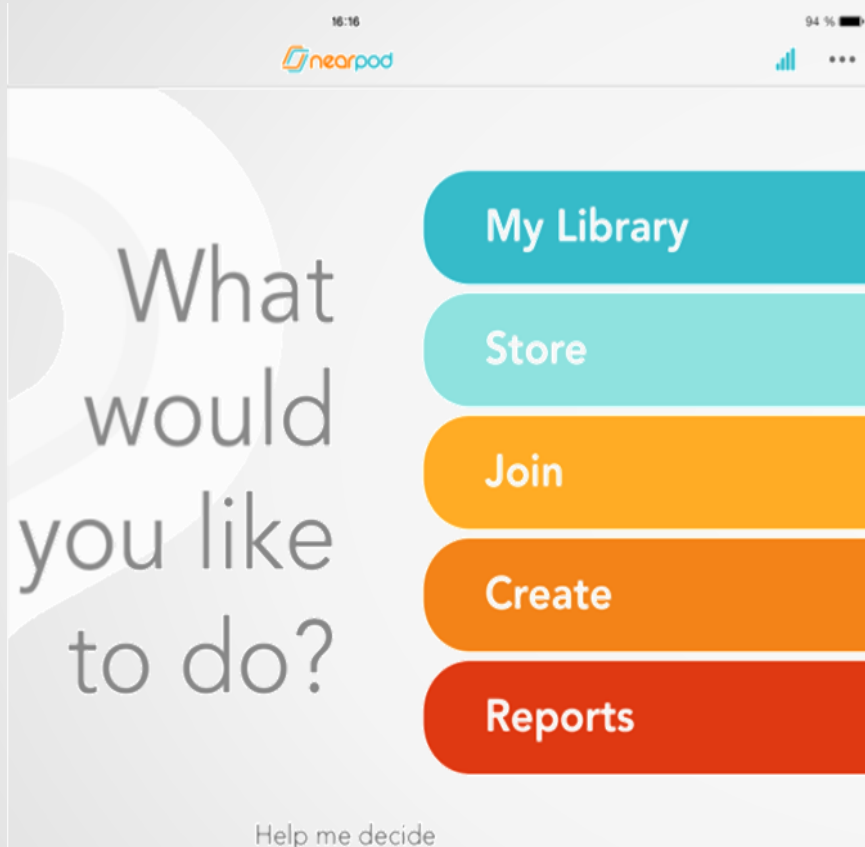 16:16
94 %
nearpod
What
would
you like
to do?
My Library
Store
Join
Create
Reports
Help me decide